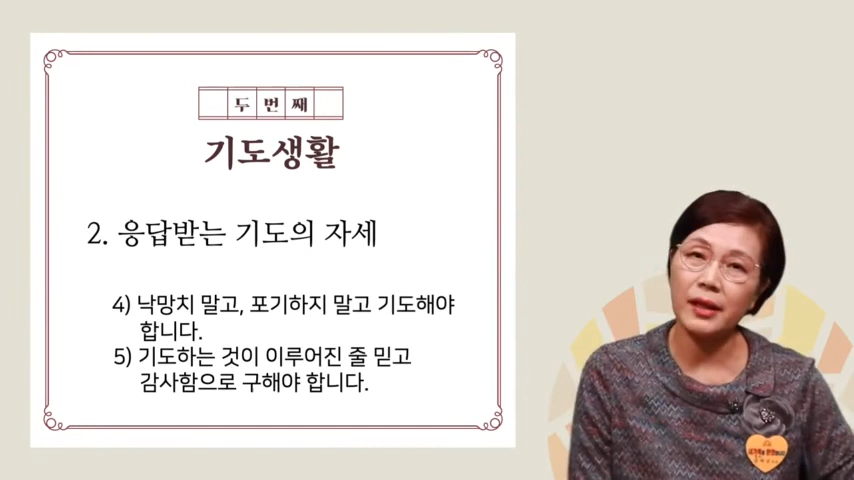 두번째
기도생활
2. 응답받는 기도의 자세
4) 낙망치 말고, 포기하지 말고 기도해야
합니다.
5) 기도하는 것이 이루어진 줄 믿고
감사함으로 구해야 합니다.